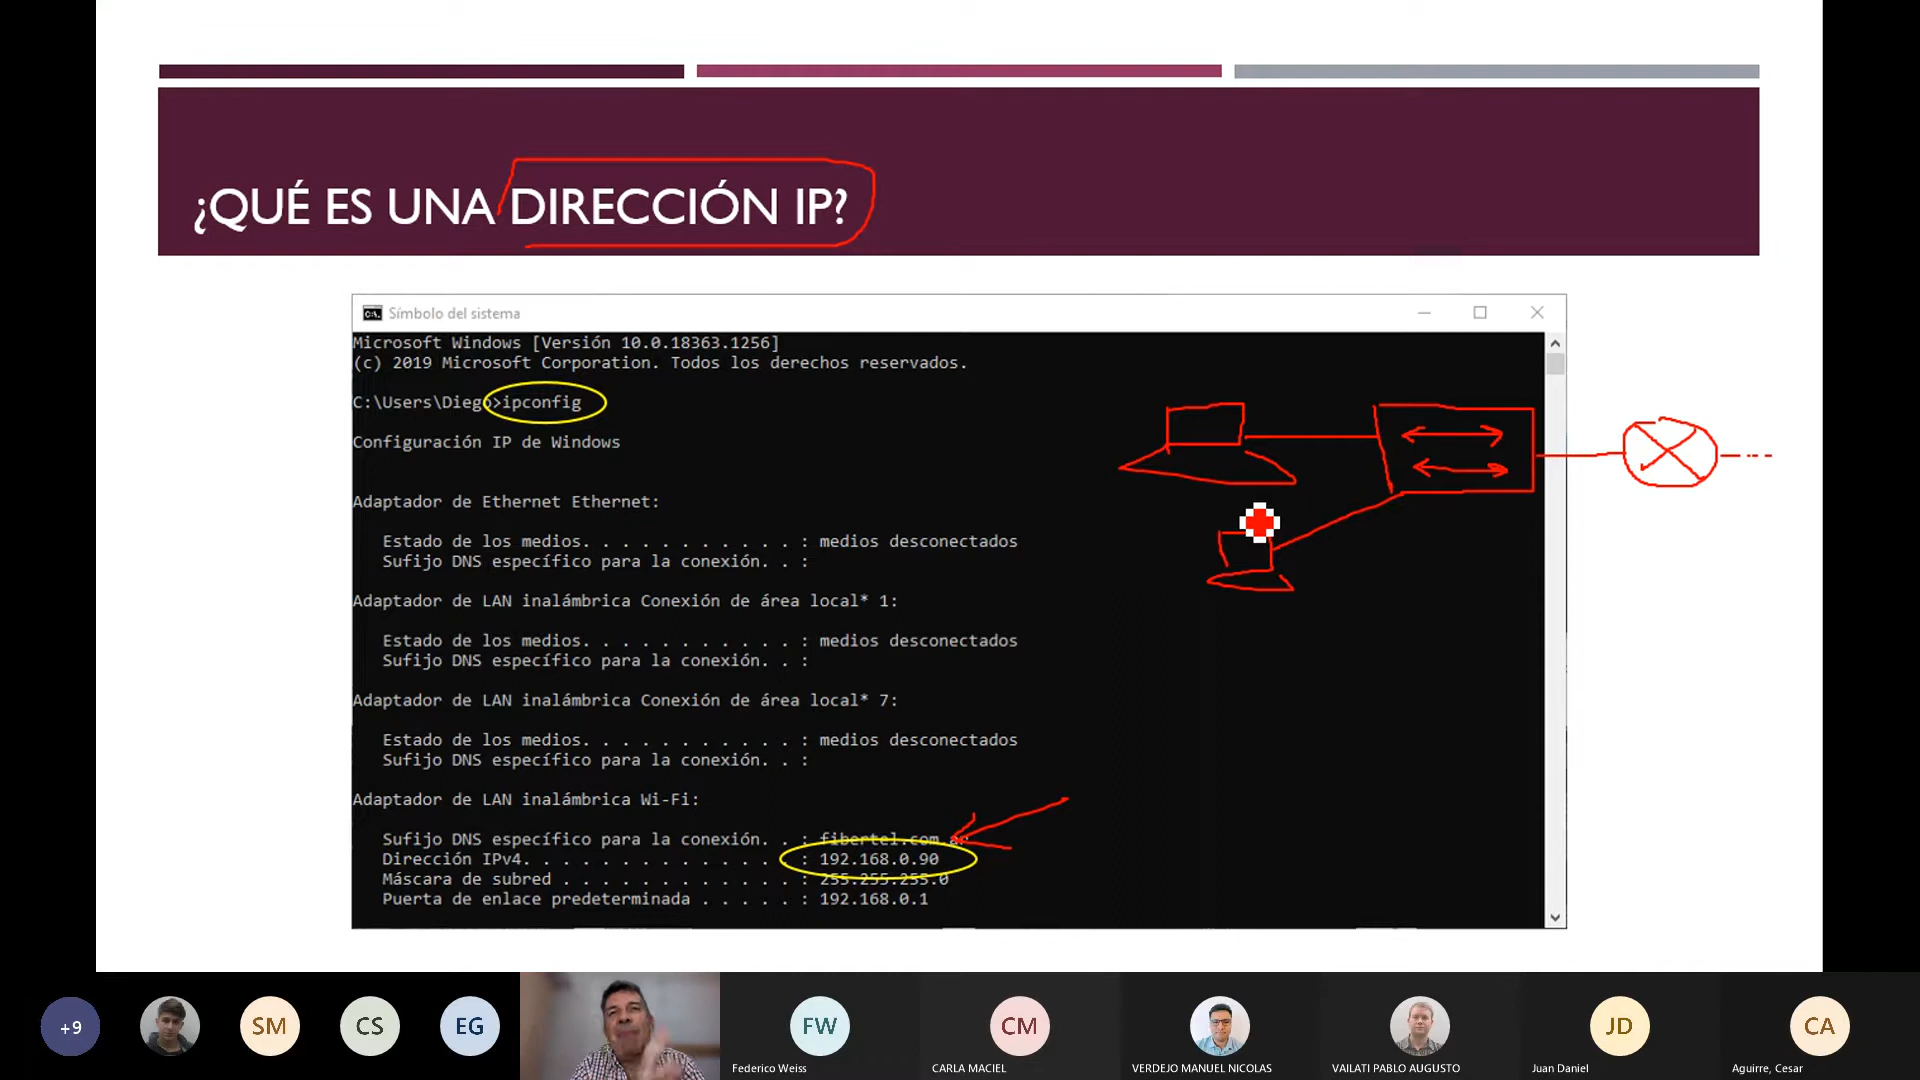 ¿QUÉ ES UNA DIRECCIÓN IP?
Símbolo del sistema
Microsoft Windows [Versión 10.0.18363.1256]
(c) 2019 Microsoft Corporation. Todos los derechos reservados.
C:\Users\Diego>ipconfig
Configuración IP de Windows
Adaptador de Ethernet Ethernet:
Estado de los medios. . . . . . . . . . . : medios desconectados
Sufijo DNS específico para la conexión. . :
Adaptador de LAN inalámbrica Conexión de área local* 1:
Estado de los medios. . . . . . . . . . . : medios desconectados
Sufijo DNS específico para la conexión. . :
Adaptador de LAN inalámbrica Conexión de área local* 7:
Estado de los medios. . . . . . . . . . . : medios desconectados
Sufijo DNS específico para la conexión. . :
Adaptador de LAN inalámbrica Wi-Fi:
Sufijo DNS específico para la conexión. . : fibertel.com.ar
Dirección IPv4. . . . . . . . . . . . . . : 192.168.0.90
Máscara de subred . . . . . . . . . . . . : 255.255.255.0
Puerta de enlace predeterminada . . . . . : 192.168.0.1
+9
SM
CS
EG
FW
CM
JD
CA
Federico Weiss
CARLA MACIEL
VERDEJO MANUEL NICOLAS
VAILATI PABLO AUGUSTO
Juan Daniel
Aguirre, Cesar